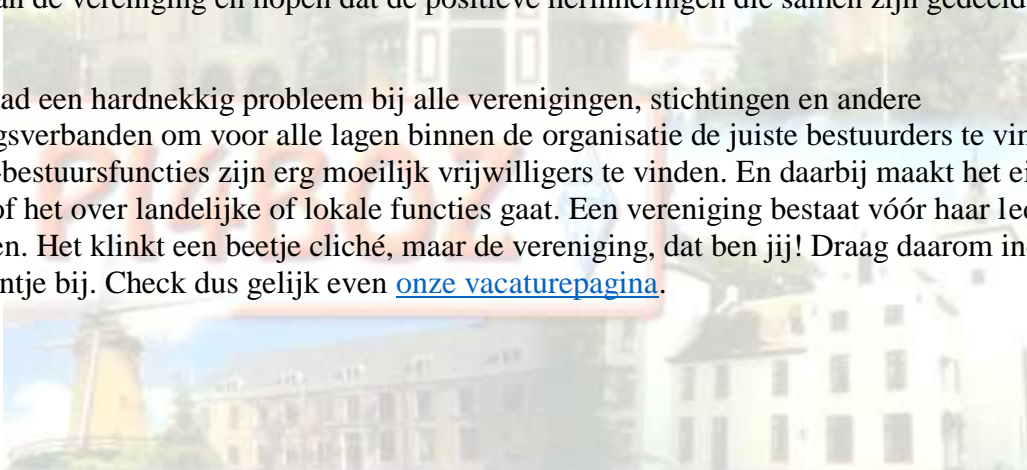 an de vereniging en hopen dat de positieve herinneringen die samen zijn gedeeld
ad een hardnekkig probleem bij alle verenigingen, stichtingen en andere
gsverbanden om voor alle lagen binnen de organisatie de juiste bestuurders te vin
bestuursfuncties zijn erg moeilijk vrijwilligers te vinden. En daarbij maakt het ei
of het over landelijke of lokale functies gaat. Een vereniging bestaat vóór haar le
en. Het klinkt een beetje cliché, maar de vereniging, dat ben jij! Draag daarom in
ntje bij. Check dus gelijk even onze vacaturepagina.
PI4BOZ